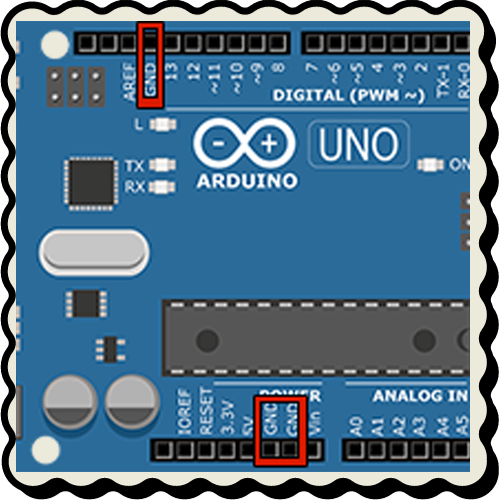 AREF
GND
13
12
~11
~10
~9
8
7
~6
~5
4
~3
2
TX-1
RX-0
DIGITAL (PWM ~)
L
TX
RX
ARDUINO
UNO
ON
POWER
ANALOG IN
IOREF
RESET
3.3V
5V
GND
GND
Vin
A0
A1
A2
A3
A4
A5